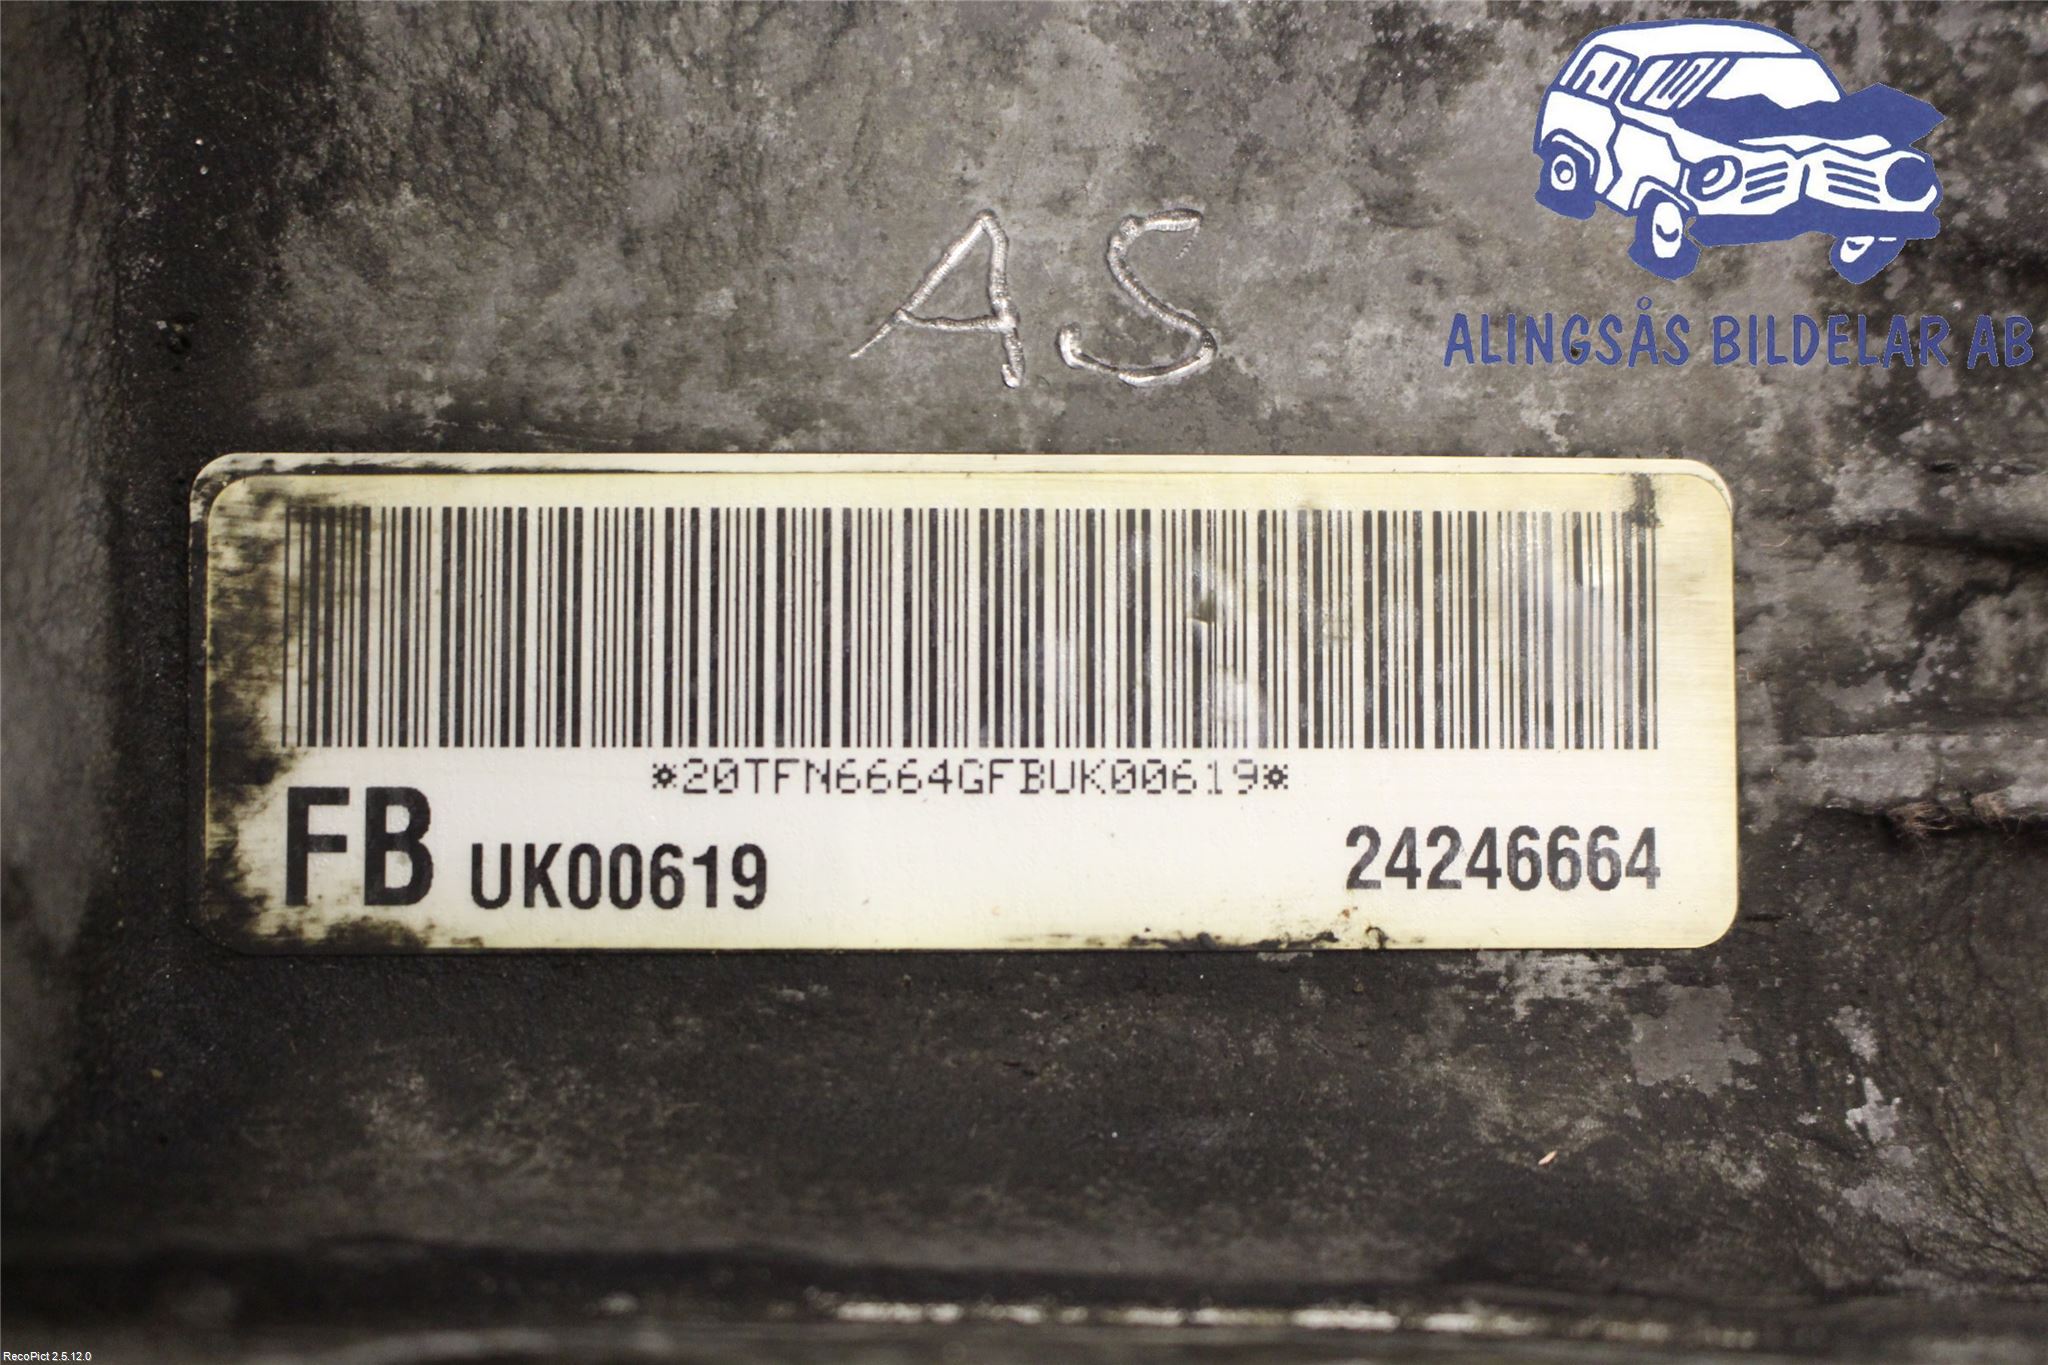 AS
ALINGSÅS BILDELAR AB
*20TFN6664GFBUK00619*
FB UK00619 24246664
RecoPict 2.5.12.0